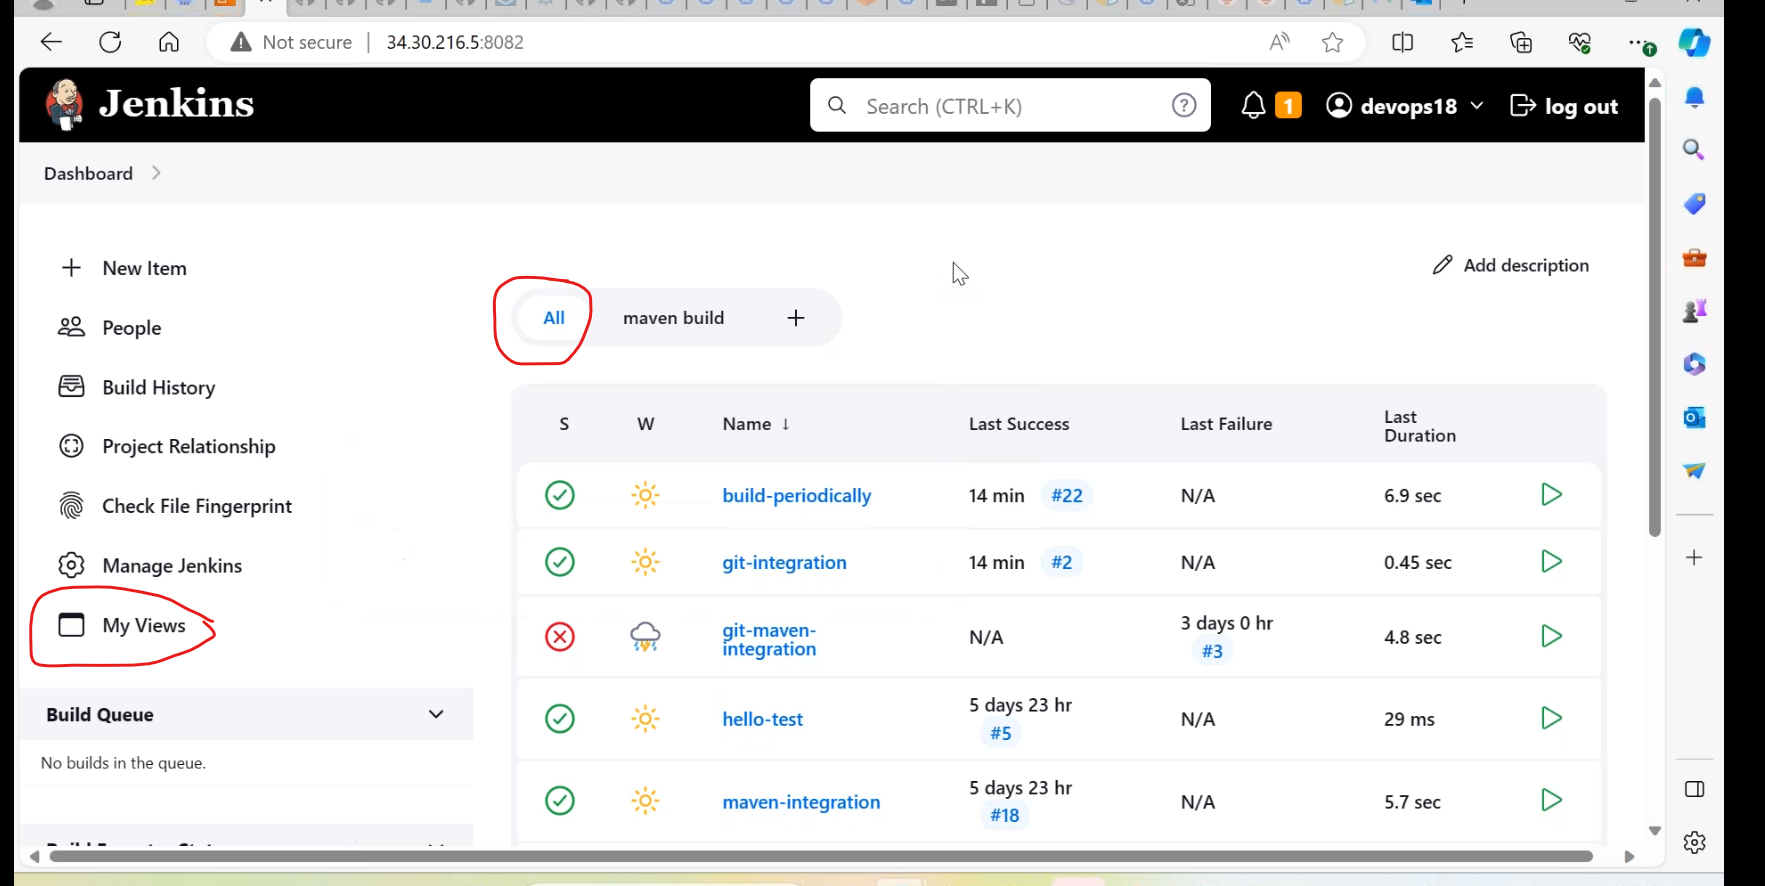 Not secure | 34.30.216.5:8082
Jenkins
Search (CTRL+K)
1
devops18
log out
Dashboard
New Item
People
Build History
Project Relationship
Check File Fingerprint
Manage Jenkins
My Views
Build Queue
No builds in the queue.
Add description
All
maven build
S W Name ↓ Last Success Last Failure Last Duration
build-periodically 14 min #22 N/A 6.9 sec
git-integration 14 min #2 N/A 0.45 sec
git-maven-integration N/A 3 days 0 hr #3 4.8 sec
hello-test 5 days 23 hr #5 N/A 29 ms
maven-integration 5 days 23 hr #18 N/A 5.7 sec